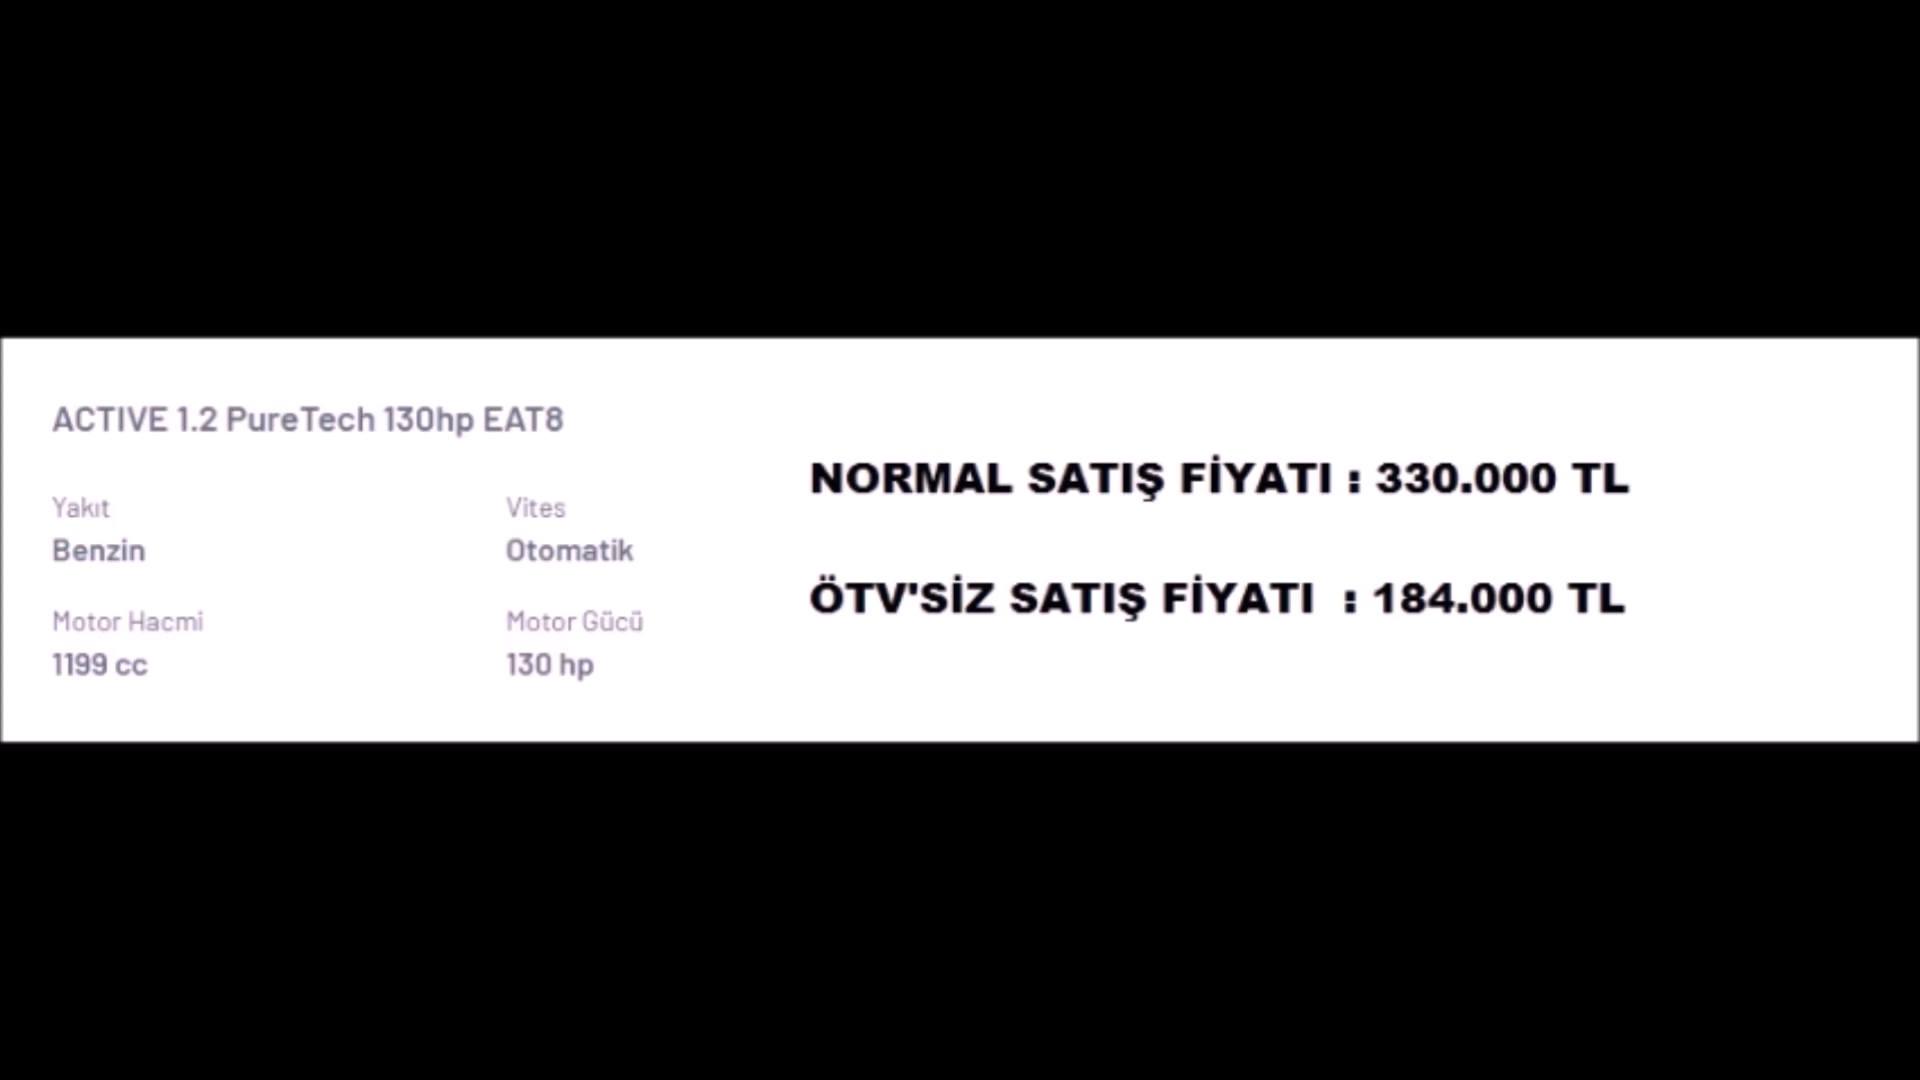 ACTIVE 1.2 PureTech 130hp EAT8
Yakıt
Vites
Benzin
Otomatik
Motor Hacmi
Motor Gücü
1199 cc
130 hp
NORMAL SATIŞ FİYATI : 330.000 TL
ÖTV'SİZ SATIŞ FİYATI : 184.000 TL